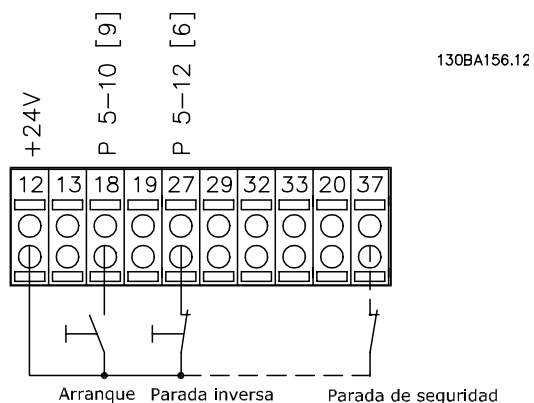 130BA156.12
+24V
P 5-10 [9]
P 5-12 [6]
12 13 18 19 27 29 32 33 20 37
Arranque Parada inversa Parada de seguridad